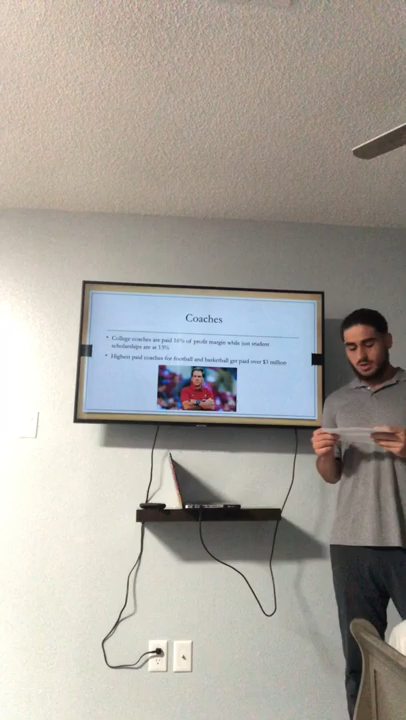 Coaches
• College coaches are paid 16% of profit margin while just student
scholarships are at 13%
• Highest paid coaches for football and basketball get paid over $3 million